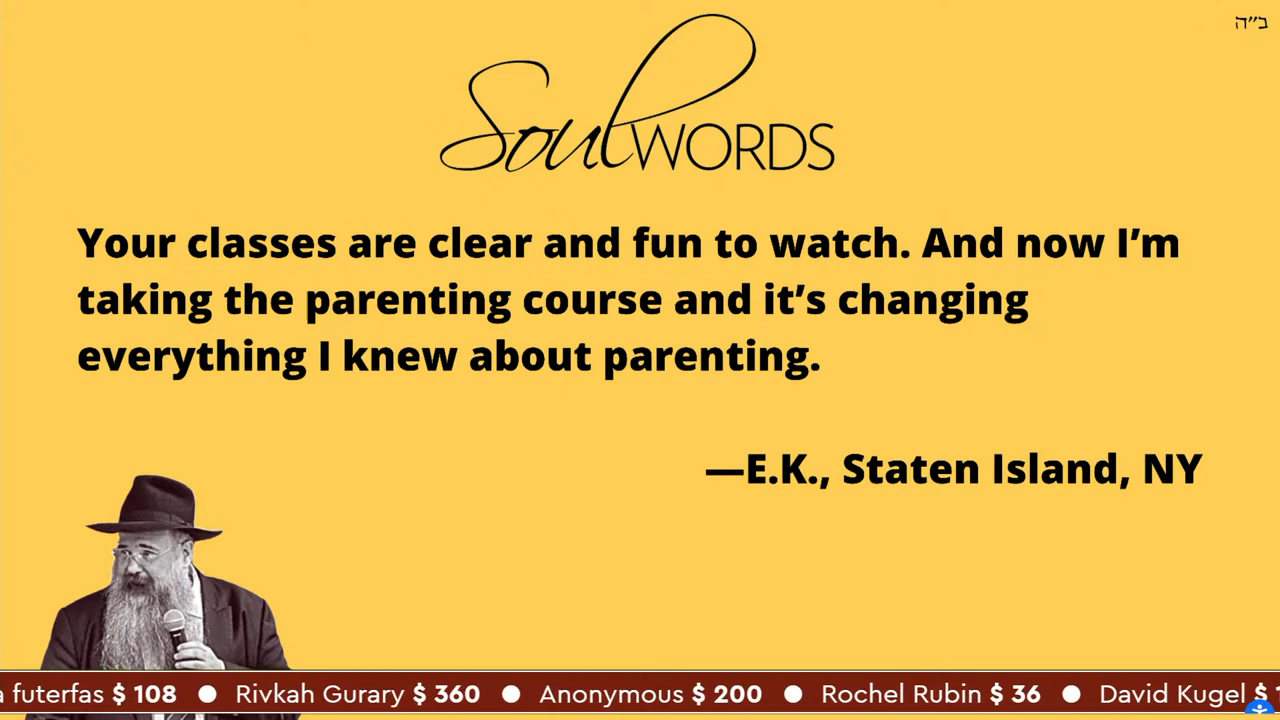 ב״ה
SoulWORDS
Your classes are clear and fun to watch. And now I’m
taking the parenting course and it’s changing
everything I knew about parenting.
—E.K., Staten Island, NY
futerfas $ 108 ● Rivkah Gurary $ 360 ● Anonymous $ 200 ● Rochel Rubin $ 36 ● David Kugel $